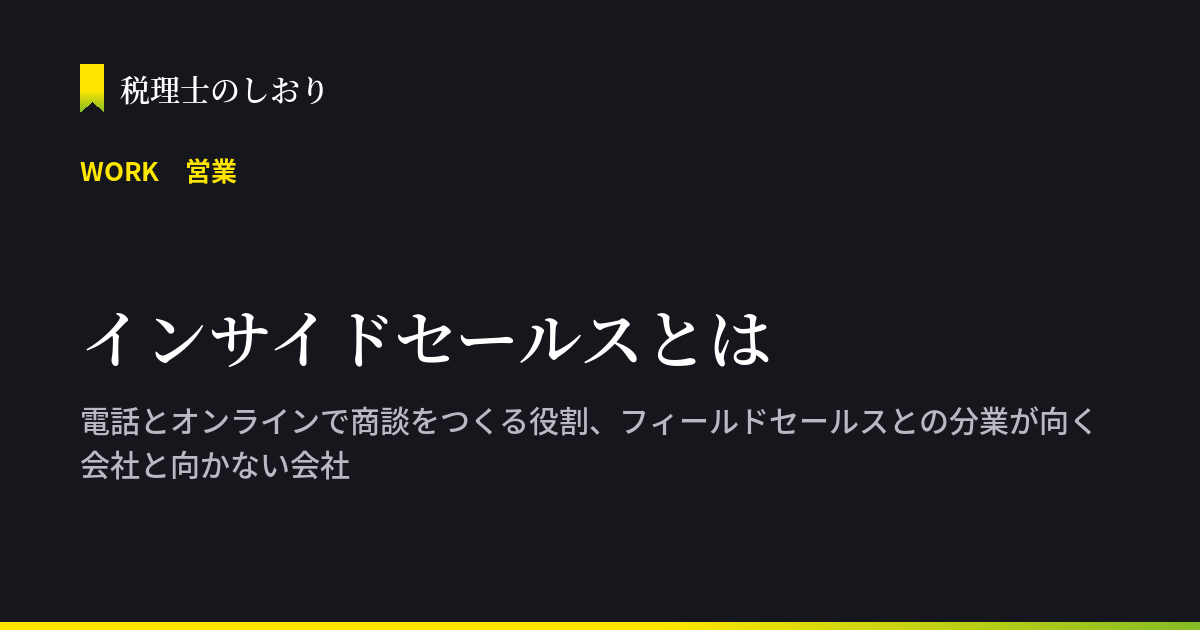 税理士のしおり
WORK　営業
インサイドセールスとは
電話とオンラインで商談をつくる役割、フィールドセールスとの分業が向く
会社と向かない会社